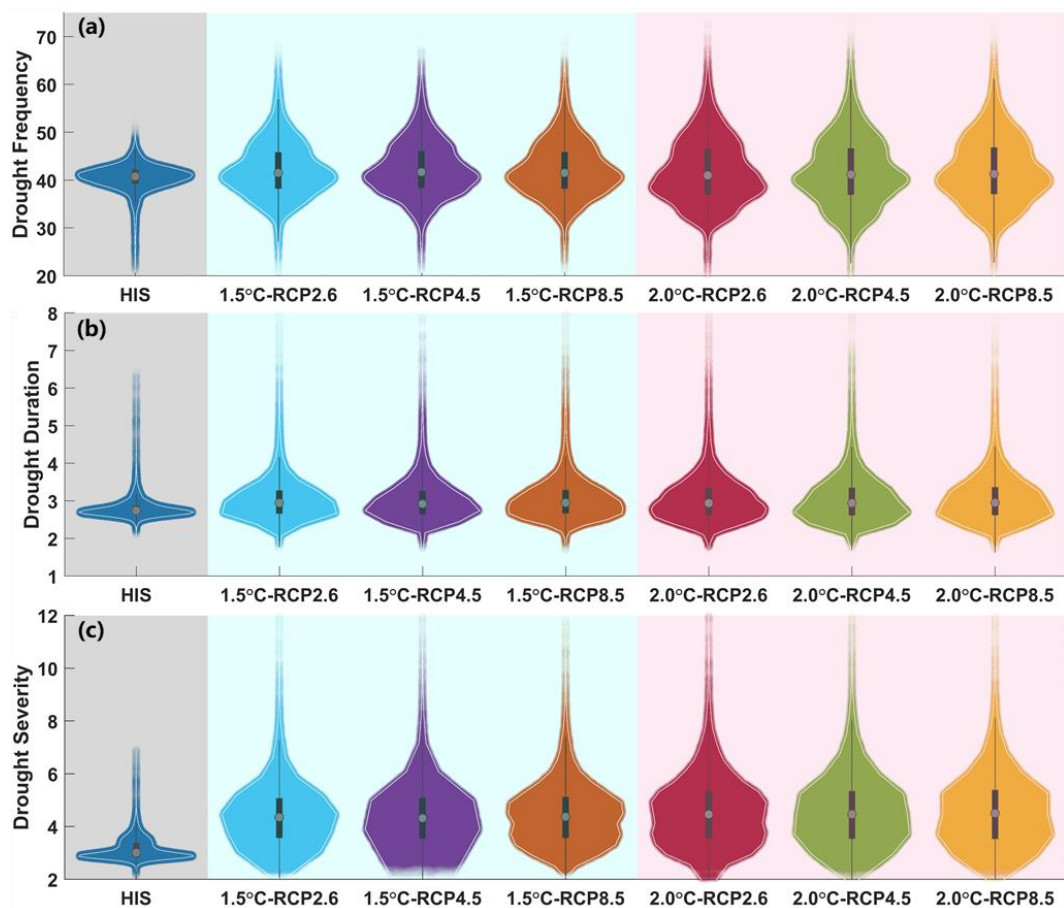 (a)
Drought Frequency
70
60
50
40
30
20
HIS 1.5°C-RCP2.6 1.5°C-RCP4.5 1.5°C-RCP8.5 2.0°C-RCP2.6 2.0°C-RCP4.5 2.0°C-RCP8.5
(b)
Drought Duration
8
7
6
5
4
3
2
1
HIS 1.5°C-RCP2.6 1.5°C-RCP4.5 1.5°C-RCP8.5 2.0°C-RCP2.6 2.0°C-RCP4.5 2.0°C-RCP8.5
(c)
Drought Severity
12
10
8
6
4
2
HIS 1.5°C-RCP2.6 1.5°C-RCP4.5 1.5°C-RCP8.5 2.0°C-RCP2.6 2.0°C-RCP4.5 2.0°C-RCP8.5